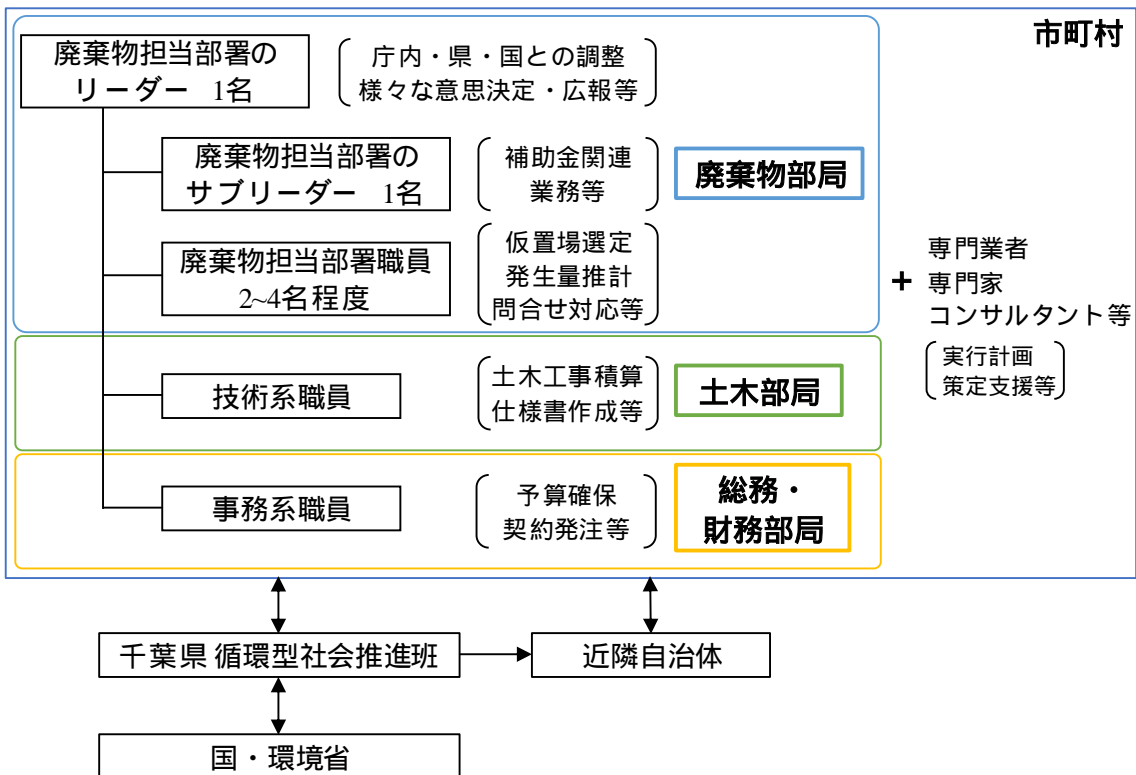 市町村
廃棄物担当部署の
リーダー 1名
庁内・県・国との調整
様々な意思決定・広報等
廃棄物担当部署の
サブリーダー 1名
補助金関連
業務等
廃棄物部局
廃棄物担当部署職員
2~4名程度
仮置場選定
発生量推計
問合せ対応等
技術系職員
土木工事積算
仕様書作成等
土木部局
事務系職員
予算確保
契約発注等
総務・
財務部局
+
専門業者
専門家
コンサルタント等
実行計画
策定支援等
千葉県 循環型社会推進班
近隣自治体
国・環境省